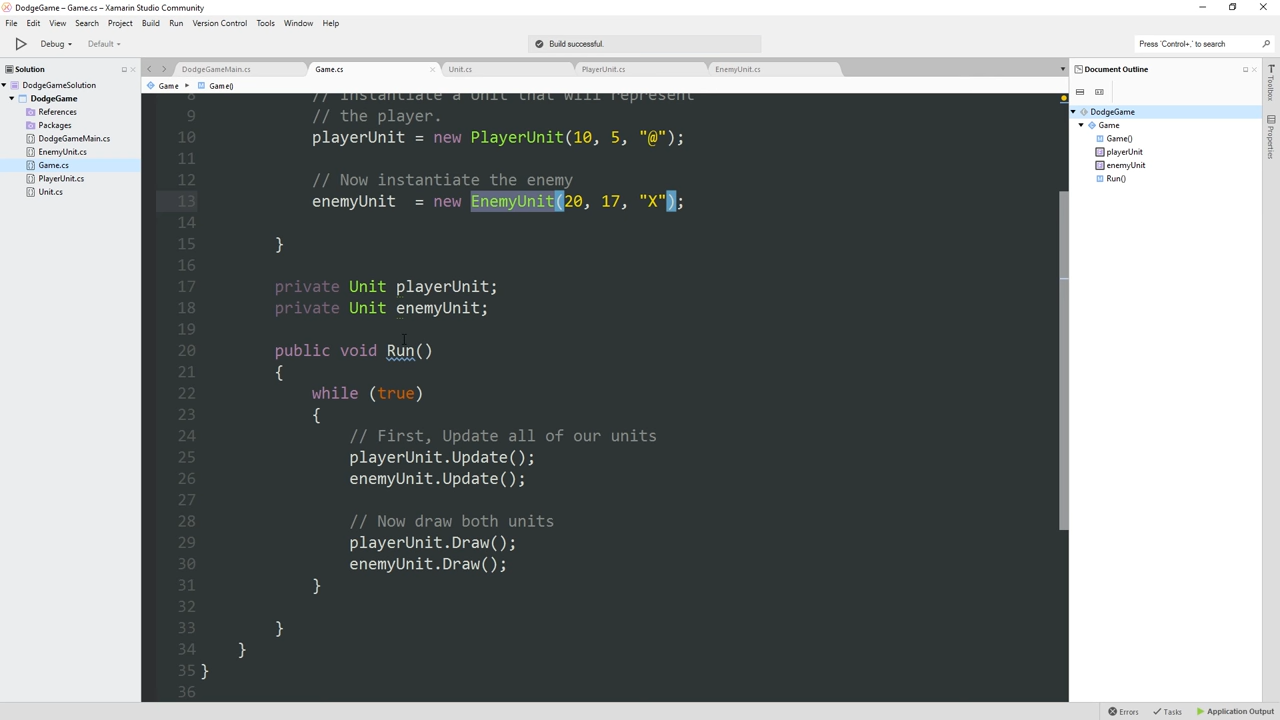 DodgeGame – Game.cs – Xamarin Studio Community
File Edit View Search Project Build Run Version Control Tools Window Help
Debug Default Build successful. Press 'Control+,' to search
Solution
DodgeGameSolution
DodgeGame
References
Packages
DodgeGameMain.cs
EnemyUnit.cs
Game.cs
PlayerUnit.cs
Unit.cs
DodgeGameMain.cs Game.cs Unit.cs PlayerUnit.cs EnemyUnit.cs
Game Game()
8 // Instantiate a Unit that will represent
9 // the player.
10 playerUnit = new PlayerUnit(10, 5, "@");
11
12 // Now instantiate the enemy
13 enemyUnit = new EnemyUnit(20, 17, "X");
14
15 }
16
17 private Unit playerUnit;
18 private Unit enemyUnit;
19
20 public void Run()
21 {
22 while (true)
23 {
24 // First, Update all of our units
25 playerUnit.Update();
26 enemyUnit.Update();
27
28 // Now draw both units
29 playerUnit.Draw();
30 enemyUnit.Draw();
31 }
32
33 }
34 }
35 }
36
Document Outline
DodgeGame
Game
Game()
playerUnit
enemyUnit
Run()
Toolbox
Properties
Errors Tasks Application Output